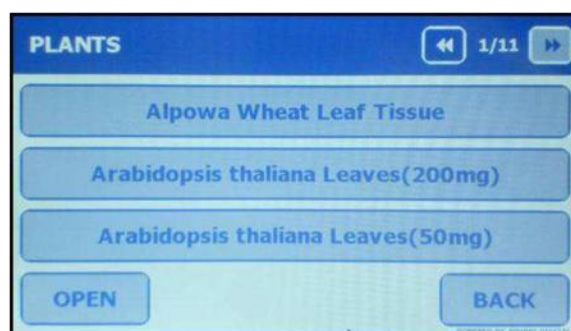 PLANTS 1/11
Alpowa Wheat Leaf Tissue
Arabidopsis thaliana Leaves(200mg)
Arabidopsis thaliana Leaves(50mg)
OPEN BACK